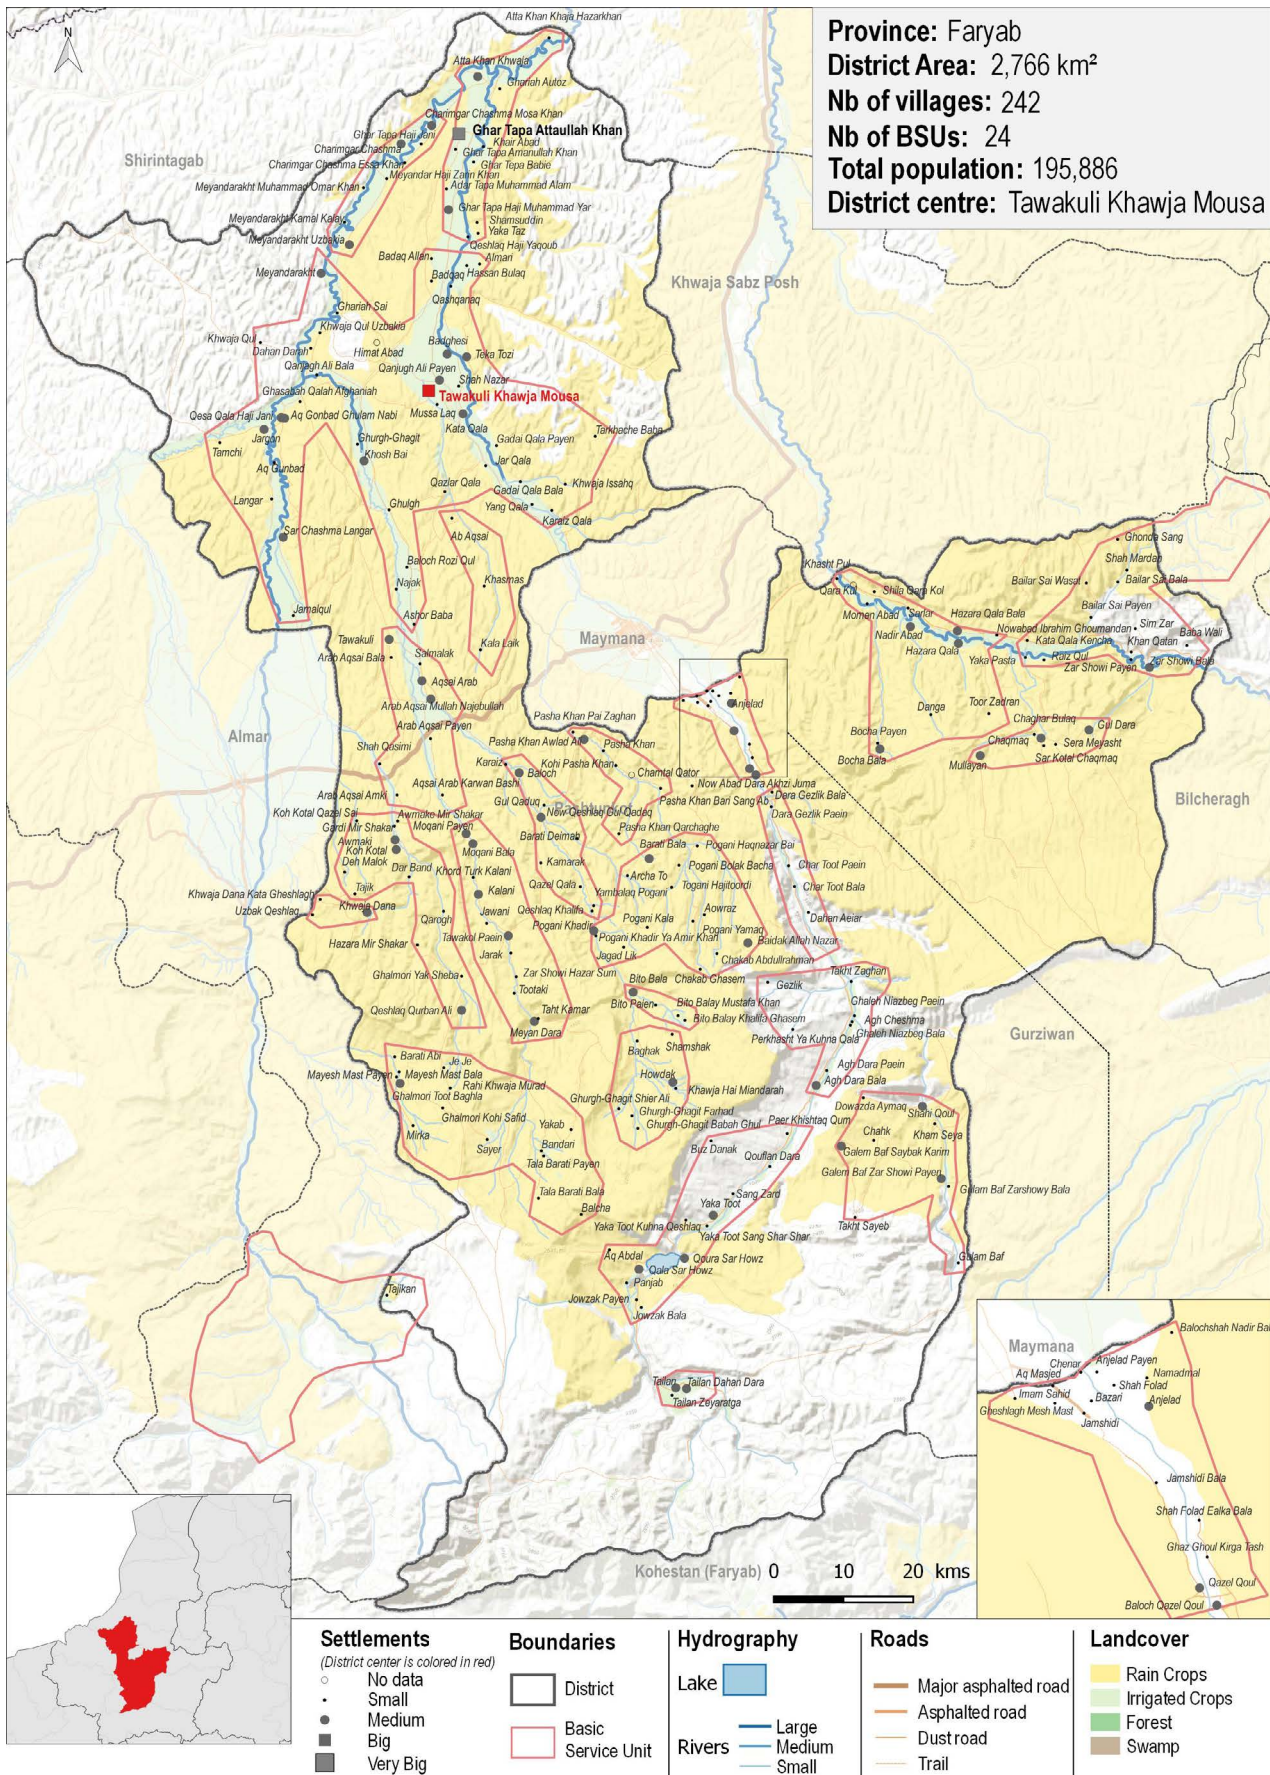 Province: Faryab
District Area: 2,766 km²
Nb of villages: 242
Nb of BSUs: 24
Total population: 195,886
District centre: Tawakuli Khawja Mousa
N
Atta Khan Khaja Hazarkhan
Atta Khan Khwaja
Ghariah Autoz
Charimgar Chashma Mosa Khan
Ghar Tapa Haji Jani
Ghar Tapa Attaullah Khan
Charimgar Chashma
Khair Abad
Shirintagab
Ghar Tapa Amanullah Khan
Charimgar Chashma Essa Khan
Ghar Tepa Babie
Meyandar Haji Zarin Khan
Meyandarakht Muhammad Omar Khan
Adar Tapa Muhammad Alam
Ghar Tapa Haji Muhammad Yar
Meyandarakht Kamal Kalay
Shamsuddin
Yaka Taz
Meyandarakht Uzbakia
Qeshlaq Haji Yaqoub
Badaq Allan
Almari
Meyandarakht
Badqaq
Hassan Bulaq
Khwaja Sabz Posh
Qashqanaq
Ghariah Sai
Khwaja Qul Uzbakia
Khwaja Qul
Dahan Darah
Himat Abad
Badghesi
Teka Tozi
Qanjagh Ali Bala
Qanjugh Ali Payen
Shah Nazar
Ghasabah Qalah Afghaniah
Tawakuli Khawja Mousa
Qesa Qala Haji Jani
Aq Gonbad Ghulam Nabi
Mussa Laq
Jargon
Kata Qala
Tarkhache Baba
Tamchi
Ghurgh-Ghagit
Gadai Qala Payen
Khosh Bai
Aq Gunbad
Jar Qala
Langar
Qazlar Qala
Gadai Qala Bala
Khwaja Issahq
Ghulgh
Yang Qala
Karaiz Qala
Sar Chashma Langar
Ab Aqsai
Ghonda Sang
Khasht Pul
Shah Mardan
Baloch Rozi Qul
Najak
Khasmas
Qara Kul
Shila Qara Kol
Bailar Sai Wasat
Bailar Sai Bala
Jamalqul
Ashor Baba
Momen Abad
Sarlar
Hazara Qala Bala
Bailar Sai Payen
Tawakuli
Maymana
Nadir Abad
Nowabad Ibrahim Ghoumandan
Sim Zar
Hazara Qala
Kata Qala Kencha
Khan Qatan
Baba Wali
Arab Aqsai Bala
Salmalak
Kala Laik
Yaka Pasta
Raiz Qul
Zar Showi Payen
Zar Showi Bala
Aqsai Arab
Arab Aqsai Mullah Najebullah
Anjelad
Danga
Toor Zadran
Arab Aqsai Payen
Pasha Khan Pai Zaghan
Chaghar Bulaq
Gul Dara
Almar
Pasha Khan Awlad Ali
Pasha Khan
Bocha Payen
Chaqmaq
Sera Meyasht
Shah Qasimi
Bocha Bala
Mullayan
Sar Kotal Chaqmaq
Karaiz
Kohi Pasha Khan
Baloch
Chamtal Qator
Now Abad Dara Akhzi Juma
Aqsai Arab Karwan Bashi
Arab Aqsai Amki
Pasha Khan Bari Sang Ab
Dara Gezlik Bala
Bilcheragh
Gul Qaduq
Pashtunkot
Dara Gezlik Paein
Koh Kotal Qazel Sai
Awmake Mir Shakar
Now Qeshlaq Gul Qadaq
Gardi Mir Shakar
Moqani Payen
Pasha Khan Qarchaghe
Awmaki
Barati Deimah
Barati Bala
Pogani Haqnazar Bai
Koh Kotal
Moqani Bala
Deh Malok
Dar Band
Khord Turk Kalani
Kamarak
Pogani Bolak Bacha
Char Toot Paein
Archa To
Tajik
Kalani
Qazel Qala
Togani Hajitoordi
Char Toot Bala
Khwaja Dana Kata Gheshlagh
Yambalaq Pogani
Uzbak Qeshlaq
Khwaja Dana
Qarogh
Jawani
Qeshlaq Khalifa
Pogani Kala
Aowraz
Dahan Aeiar
Pogani Khadir
Pogani Yamaq
Tawakol Paein
Pogani Khadir Ya Amir Khan
Baidak Allah Nazar
Hazara Mir Shakar
Jarak
Jagad Lik
Chakab Abdullrahman
Ghalmori Yak Sheba
Zar Showi Hazar Sum
Bito Bala
Chakab Ghasem
Takht Zaghan
Gezlik
Tootaki
Qeshlaq Qurban Ali
Bito Paien
Bito Balay Mustafa Khan
Ghaleh Niazbeg Paein
Taht Kamar
Bito Balay Khalifa Ghasem
Agh Cheshma
Meyan Dara
Perkhasht Ya Kuhna Qala
Ghaleh Niazbeg Bala
Gurziwan
Baghak
Shamshak
Barati Abi
Je Je
Mayesh Mast Payen
Mayesh Mast Bala
Agh Dara Paein
Rahi Khwaja Murad
Howdak
Agh Dara Bala
Khawja Hai Miandarah
Ghalmori Toot Baghla
Ghurgh-Ghagit Shier Ali
Dowazda Aymaq
Shani Qoul
Ghalmori Kohi Safid
Ghurgh-Ghagit Farhad
Paer Khishtaq Qum
Mirka
Yakab
Ghurgh-Ghagit Babah Ghul
Chahk
Kham Seya
Sayer
Bandari
Buz Danak
Galem Baf Saybak Karim
Tala Barati Payen
Qouflan Dara
Galem Baf Zar Showi Payen
Tala Barati Bala
Sang Zard
Gulam Baf Zarshowy Bala
Balcha
Yaka Toot
Yaka Toot Kuhna Qeshlaq
Takht Sayeb
Yaka Toot Sang Shar Shar
Aq Abdal
Qoura Sar Howz
Gulam Baf
Qala Sar Howz
Tajikan
Panjab
Jowzak Payen
Jowzak Bala
Tailan
Tailan Dahan Dara
Tailan Zeyaratga
Balochshah Nadir Bai
Maymana
Chenar
Anjelad Payen
Aq Masjed
Namadmal
Shah Folad
Imam Sahid
Bazari
Anjelad
Gheshlagh Mesh Mast
Jamshidi
Jamshidi Bala
Shah Folad Ealka Bala
Ghaz Ghoul Kirga Tash
Qazel Qoul
Baloch Qazel Qoul
Kohestan (Faryab)
0 10 20 kms
Settlements
(District center is colored in red)
No data
Small
Medium
Big
Very Big
Boundaries
District
Basic
Service Unit
Hydrography
Lake
Rivers
Large
Medium
Small
Roads
Major asphalted road
Asphalted road
Dust road
Trail
Landcover
Rain Crops
Irrigated Crops
Forest
Swamp